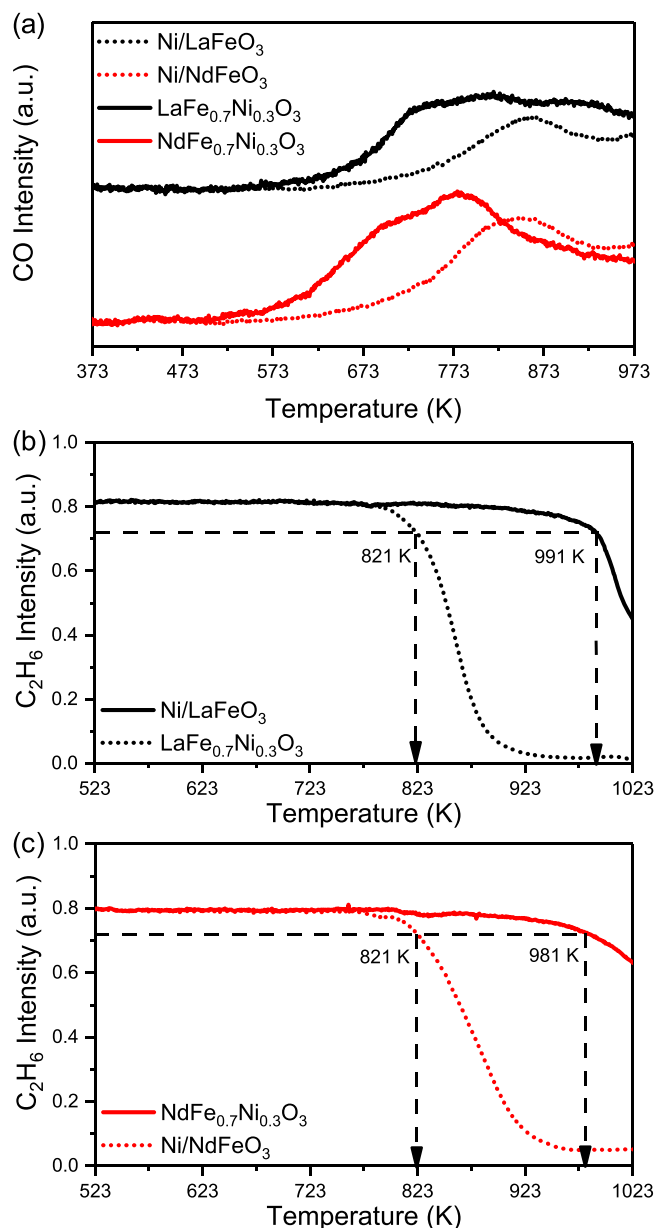 (a)
Ni/LaFeO₃
Ni/NdFeO₃
LaFe₀.₇Ni₀.₃O₃
NdFe₀.₇Ni₀.₃O₃
CO Intensity (a.u.)
373 473 573 673 773 873 973
Temperature (K)
(b)
1.0
0.8
0.6
0.4
0.2
0.0
C₂H₆ Intensity (a.u.)
821 K
991 K
Ni/LaFeO₃
LaFe₀.₇Ni₀.₃O₃
523 623 723 823 923 1023
Temperature (K)
(c)
1.0
0.8
0.6
0.4
0.2
0.0
C₂H₆ Intensity (a.u.)
821 K
981 K
NdFe₀.₇Ni₀.₃O₃
Ni/NdFeO₃
523 623 723 823 923 1023
Temperature (K)